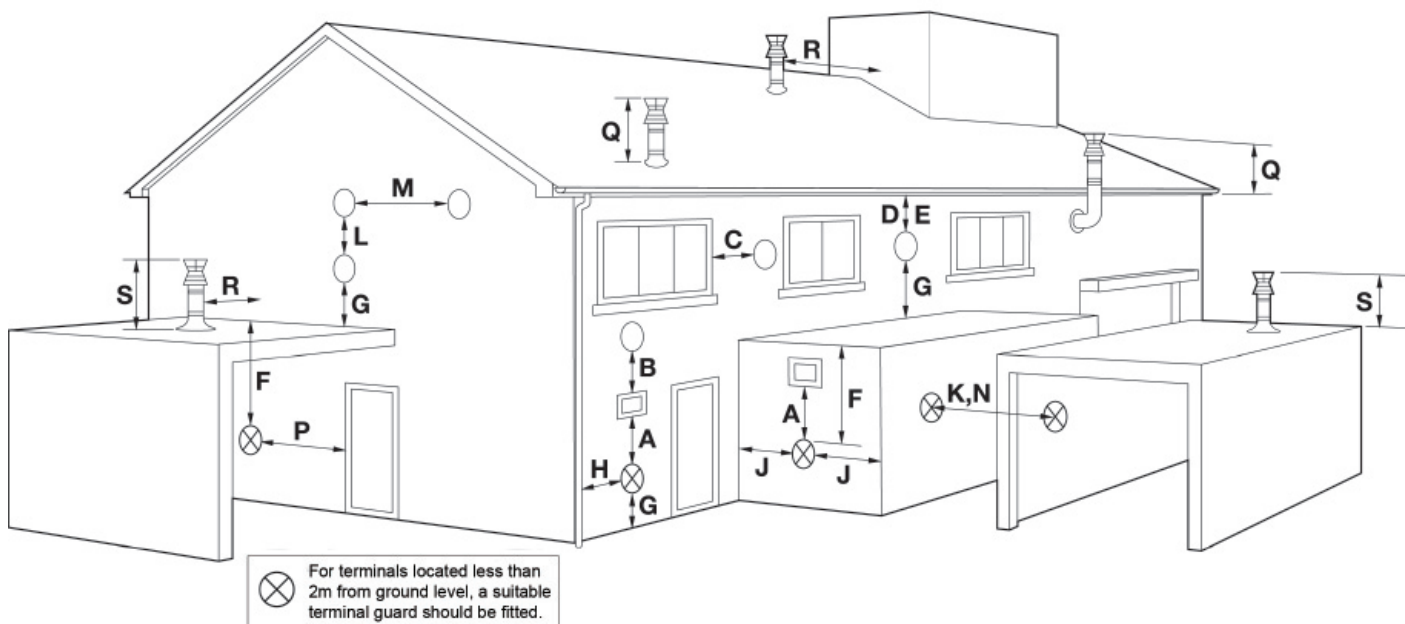 R
Q
Q
M
D E
C
L
S
R
G
G
S
B
F
F
K,N
A
A
P
H
J
J
G
For terminals located less than
2m from ground level, a suitable
terminal guard should be fitted.